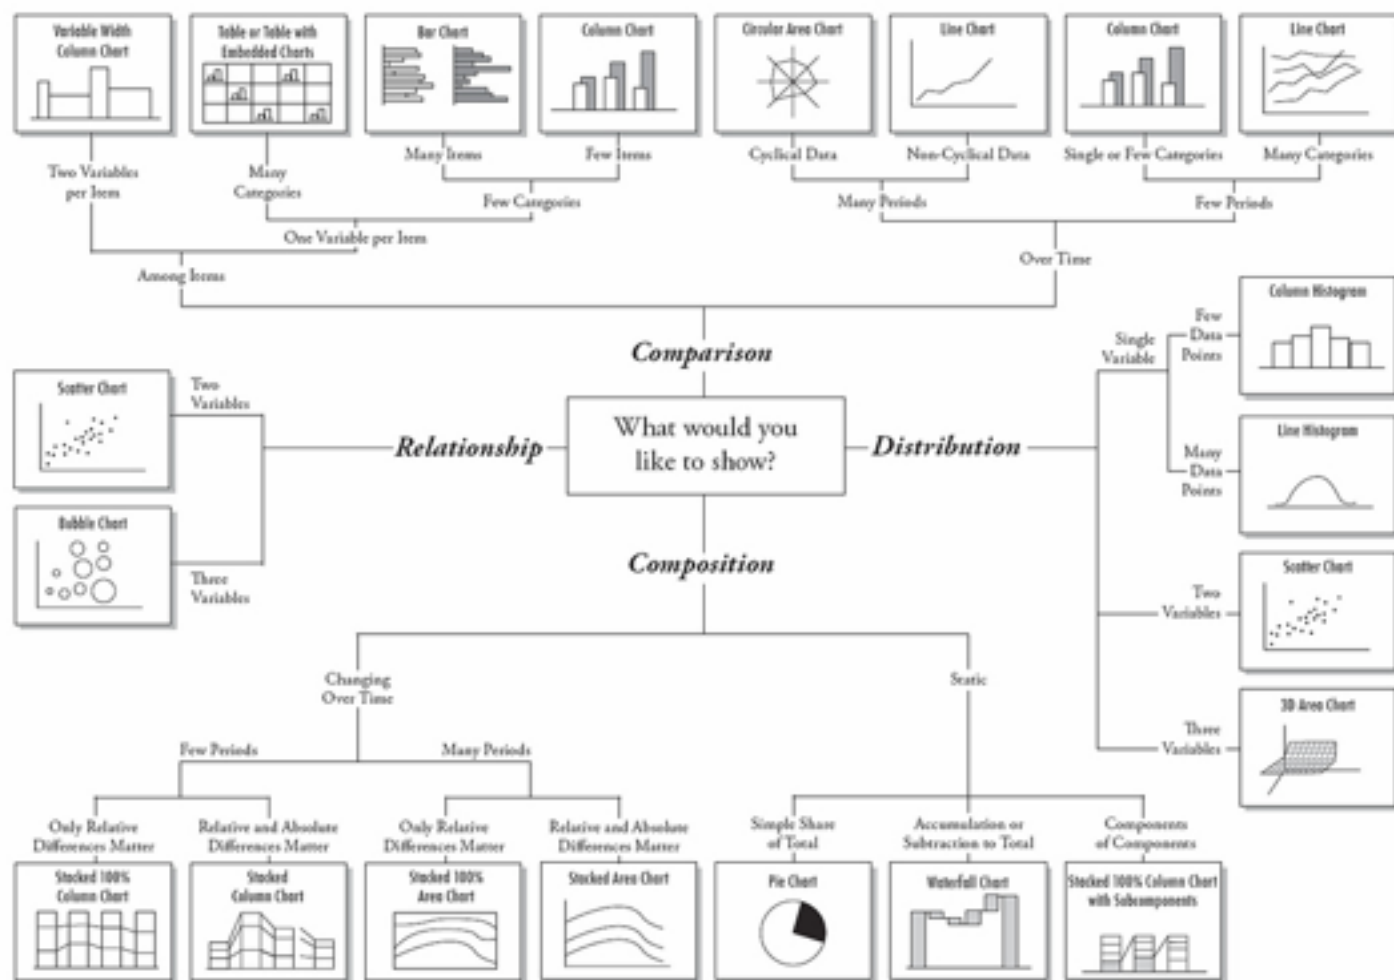 Variable Width
Column Chart
Table or Table with
Embedded Charts
Bar Chart
Column Chart
Circular Area Chart
Line Chart
Column Chart
Line Chart
Two Variables
per Item
Many
Categories
Many Items
Few Items
Cyclical Data
Non-Cyclical Data
Single or Few Categories
Many Categories
Few Categories
Many Periods
Few Periods
One Variable per Item
Among Items
Over Time
Comparison
What would you
like to show?
Relationship
Two
Variables
Scatter Chart
Bubble Chart
Three
Variables
Distribution
Single
Variable
Few
Data
Points
Column Histogram
Many
Data
Points
Line Histogram
Two
Variables
Scatter Chart
Three
Variables
3D Area Chart
Composition
Changing
Over Time
Static
Few Periods
Many Periods
Only Relative
Differences Matter
Relative and Absolute
Differences Matter
Only Relative
Differences Matter
Relative and Absolute
Differences Matter
Simple Share
of Total
Accumulation or
Subtraction to Total
Components
of Components
Stacked 100%
Column Chart
Stacked
Column Chart
Stacked 100%
Area Chart
Stacked Area Chart
Pie Chart
Waterfall Chart
Stacked 100% Column Chart
with Subcomponents